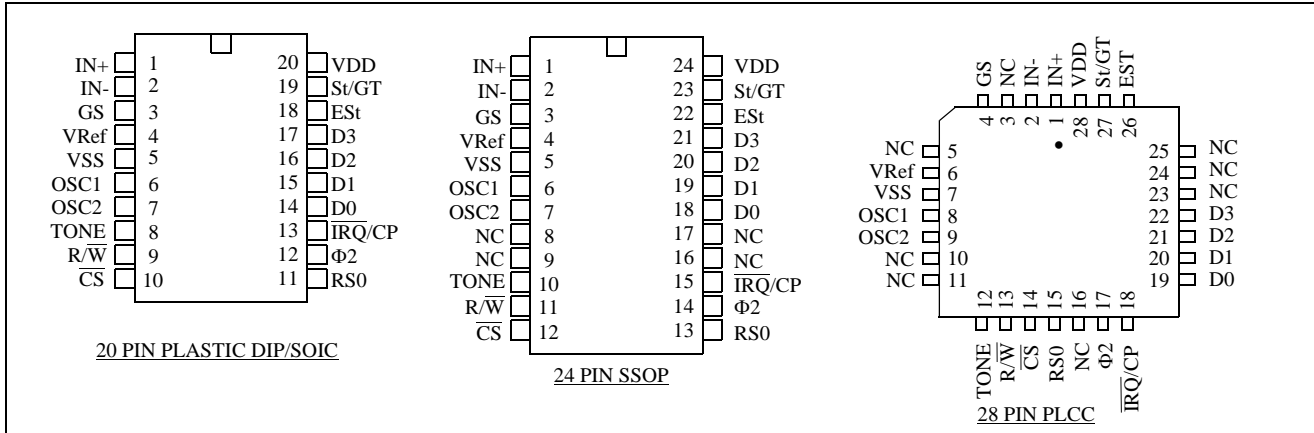 IN+ 1 20 VDD
IN- 2 19 St/GT
GS 3 18 ESt
VRef 4 17 D3
VSS 5 16 D2
OSC1 6 15 D1
OSC2 7 14 D0
TONE 8 13 I̅R̅Q̅/CP
R/W̅ 9 12 Φ2
C̅S̅ 10 11 RS0
20 PIN PLASTIC DIP/SOIC
IN+ 1 24 VDD
IN- 2 23 St/GT
GS 3 22 ESt
VRef 4 21 D3
VSS 5 20 D2
OSC1 6 19 D1
OSC2 7 18 D0
NC 8 17 NC
NC 9 16 NC
TONE 10 15 I̅R̅Q̅/CP
R/W̅ 11 14 Φ2
C̅S̅ 12 13 RS0
24 PIN SSOP
GS NC IN- IN+ VDD St/GT EST
4 3 2 1 28 27 26
NC 5 25 NC
VRef 6 24 NC
VSS 7 23 NC
OSC1 8 22 D3
OSC2 9 21 D2
NC 10 20 D1
NC 11 19 D0
12 13 14 15 16 17 18
TONE R/W̅ C̅S̅ RS0 NC Φ2 I̅R̅Q̅/CP
28 PIN PLCC